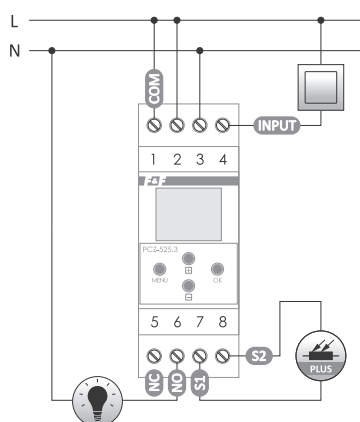 L
N
COM
INPUT
1 2 3 4
F&F
PCZ-525.3
MENU
OK
5 6 7 8
NC NO S1 S2
PLUS